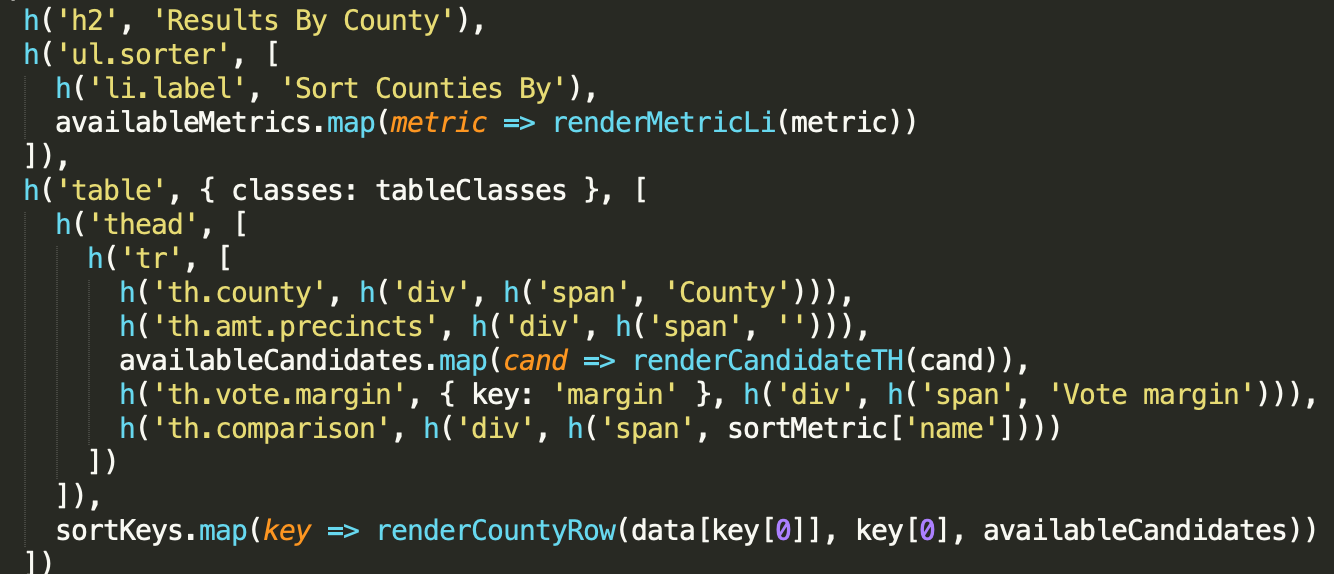 h('h2', 'Results By County'),
h('ul.sorter', [
  h('li.label', 'Sort Counties By'),
  availableMetrics.map(metric => renderMetricLi(metric))
]),
h('table', { classes: tableClasses }, [
  h('thead', [
    h('tr', [
      h('th.county', h('div', h('span', 'County'))),
      h('th.amt.precincts', h('div', h('span', ''))),
      availableCandidates.map(cand => renderCandidateTH(cand)),
      h('th.vote.margin', { key: 'margin' }, h('div', h('span', 'Vote margin'))),
      h('th.comparison', h('div', h('span', sortMetric['name'])))
    ])
  ]),
  sortKeys.map(key => renderCountyRow(data[key[0]], key[0], availableCandidates))
])